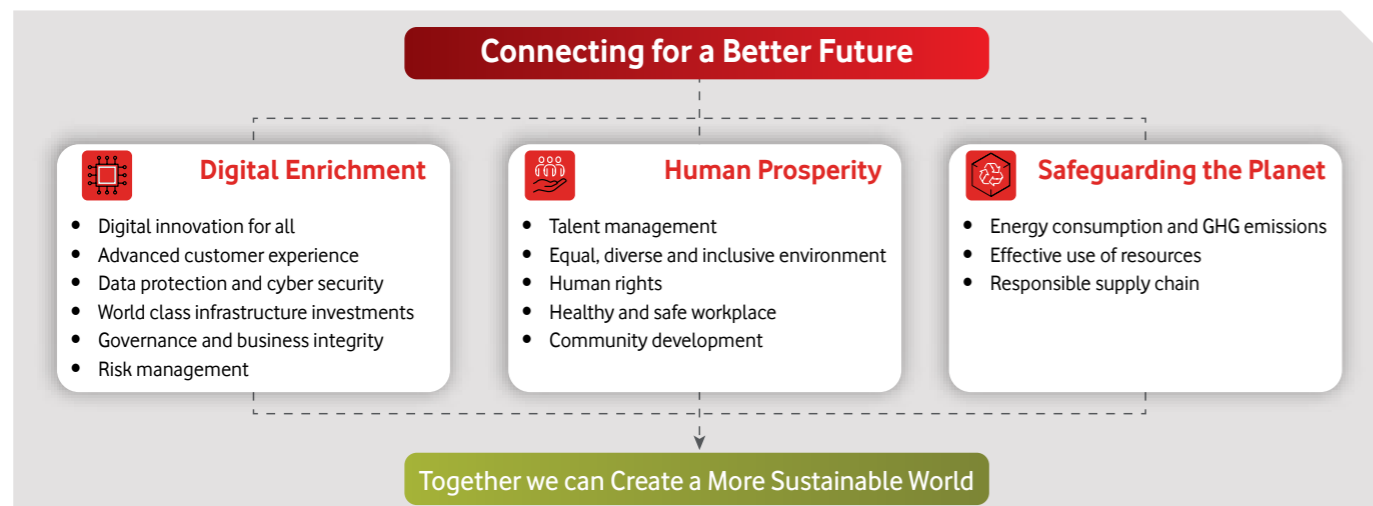 Connecting for a Better Future
Digital Enrichment
• Digital innovation for all
• Advanced customer experience
• Data protection and cyber security
• World class infrastructure investments
• Governance and business integrity
• Risk management
Human Prosperity
• Talent management
• Equal, diverse and inclusive environment
• Human rights
• Healthy and safe workplace
• Community development
Safeguarding the Planet
• Energy consumption and GHG emissions
• Effective use of resources
• Responsible supply chain
Together we can Create a More Sustainable World